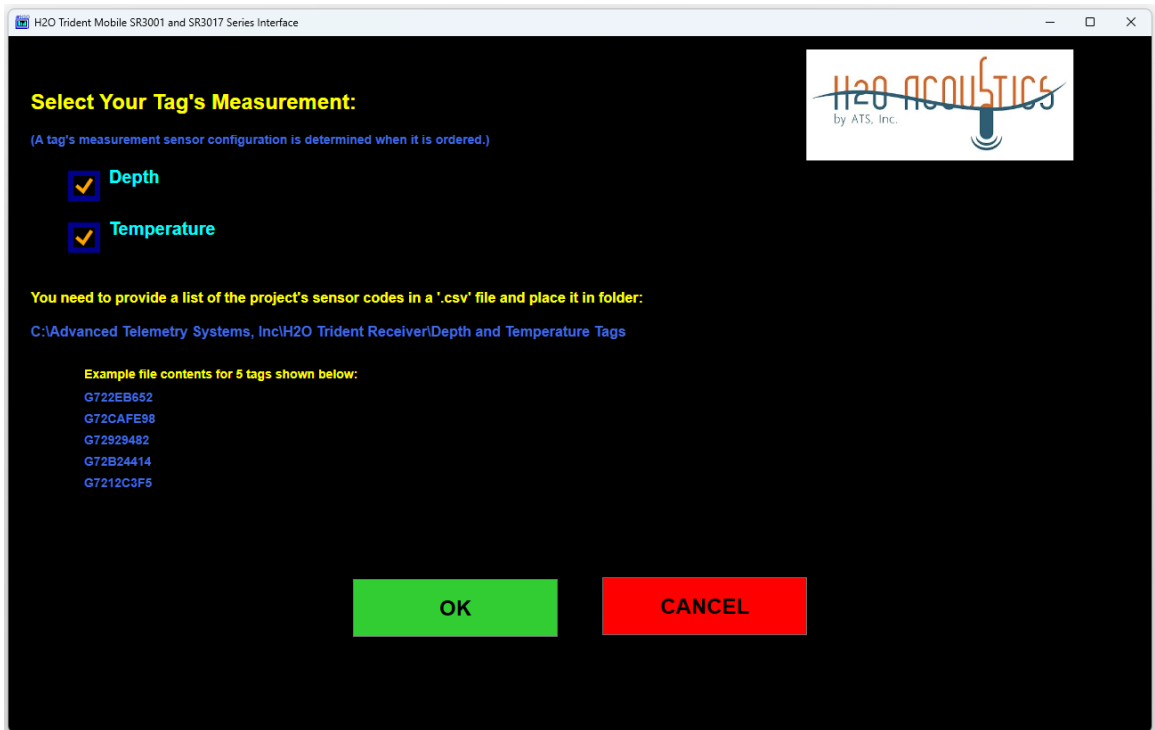 H2O Trident Mobile SR3001 and SR3017 Series Interface
H2O ACOUSTICS
by ATS, Inc.
Select Your Tag's Measurement:
(A tag's measurement sensor configuration is determined when it is ordered.)
Depth
Temperature
You need to provide a list of the project's sensor codes in a '.csv' file and place it in folder:
C:\Advanced Telemetry Systems, Inc\H2O Trident Receiver\Depth and Temperature Tags
Example file contents for 5 tags shown below:
G722EB652
G72CAFE98
G72929482
G72B24414
G7212C3F5
OK
CANCEL